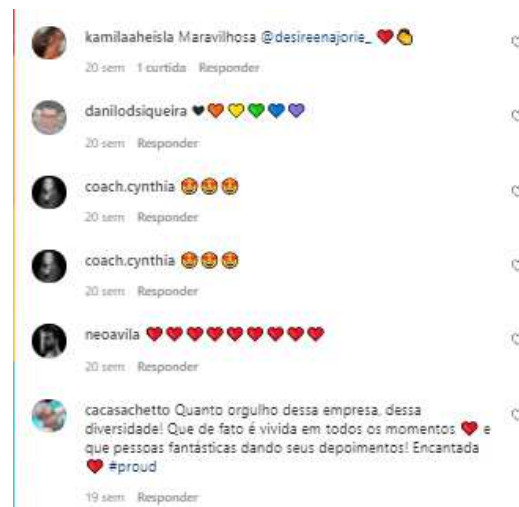 kamilaaheisla Maravilhosa @desireenajorie_ ❤️👏
20 sem 1 curtida Responder
danilodsiqueira 🖤🧡💛💚💙💜
20 sem Responder
coach.cynthia 🤩🤩🤩
20 sem Responder
coach.cynthia 🤩🤩🤩
20 sem Responder
neoavila ❤️❤️❤️❤️❤️❤️❤️❤️❤️
20 sem Responder
cacasachetto Quanto orgulho dessa empresa, dessa
diversidade! Que de fato é vivida em todos os momentos ❤️ e
que pessoas fantásticas dando seus depoimentos! Encantada
❤️ #proud
19 sem Responder